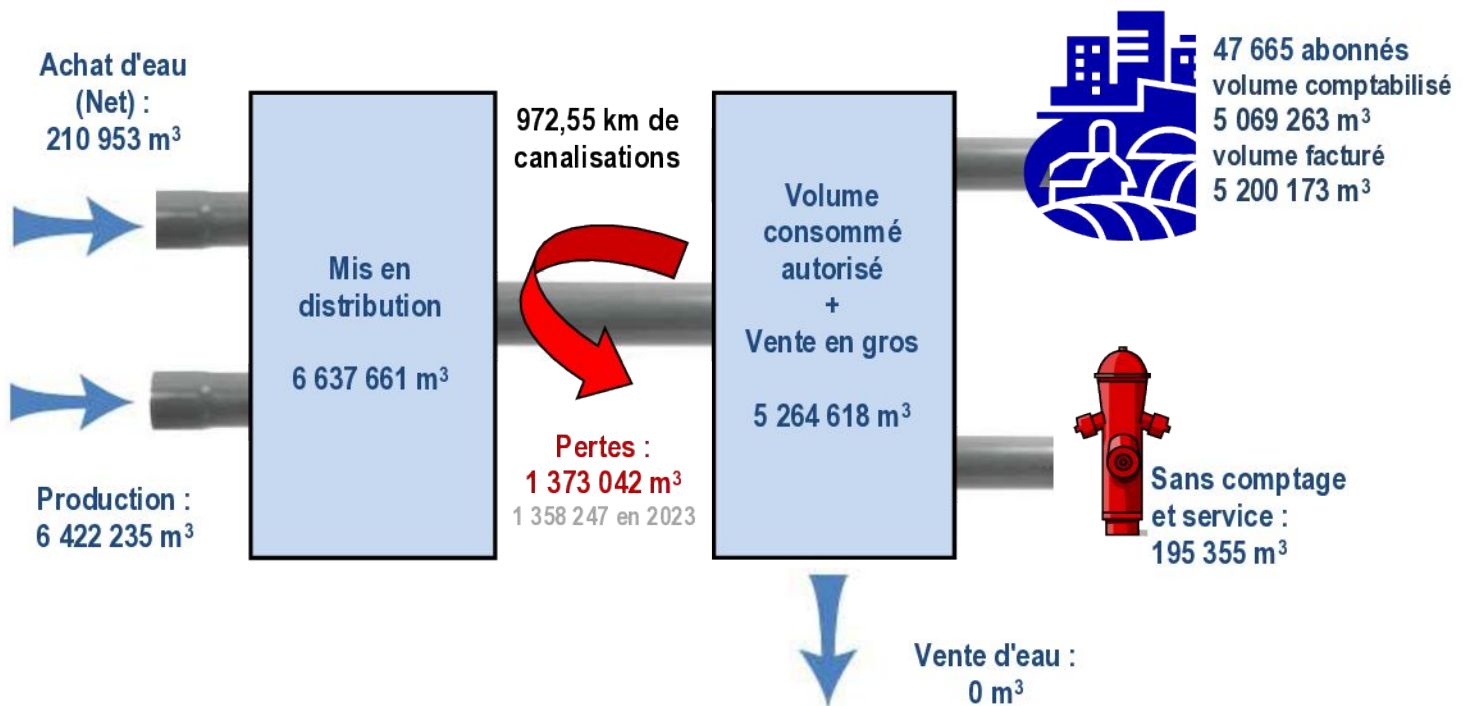 Achat d'eau
(Net) :
210 953 m³
Production :
6 422 235 m³
Mis en
distribution
6 637 661 m³
972,55 km de
canalisations
Pertes :
1 373 042 m³
1 358 247 en 2023
Volume
consommé
autorisé
+
Vente en gros
5 264 618 m³
47 665 abonnés
volume comptabilisé
5 069 263 m³
volume facturé
5 200 173 m³
Sans comptage
et service :
195 355 m³
Vente d'eau :
0 m³